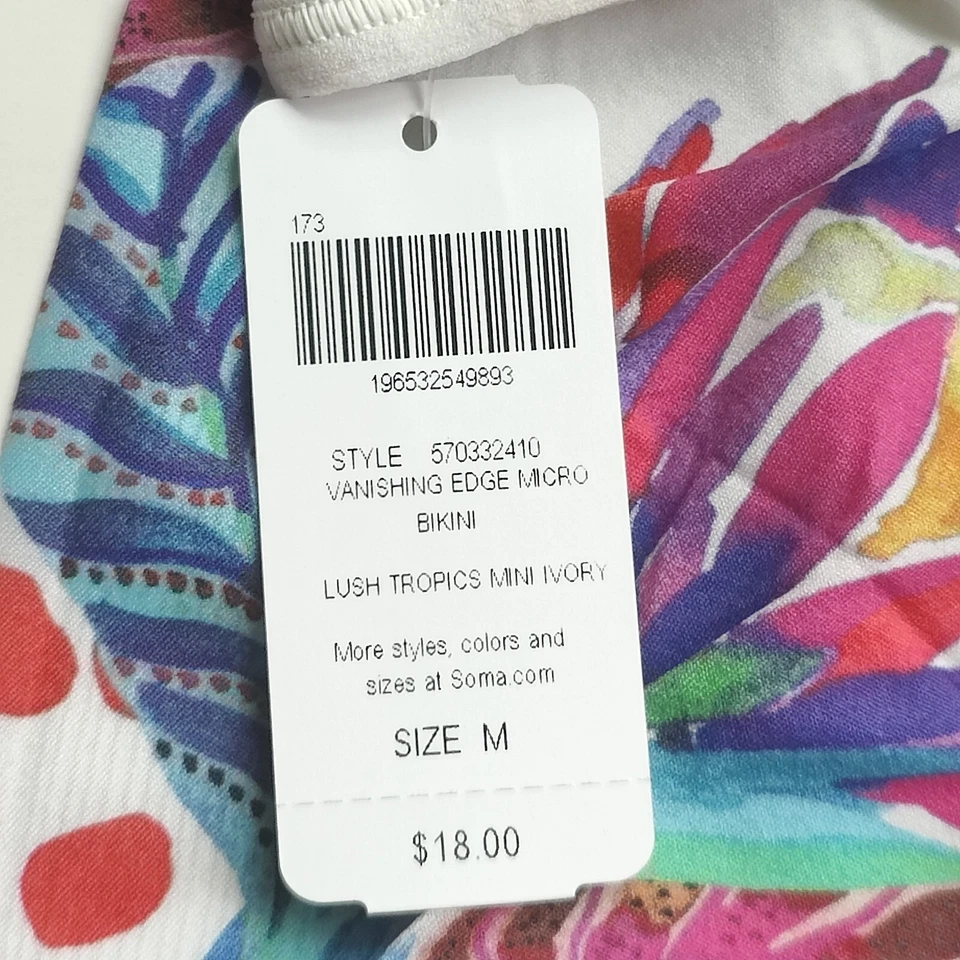 173
196532549893
STYLE 570332410
VANISHING EDGE MICRO
BIKINI
LUSH TROPICS MINI IVORY
More styles, colors and
sizes at Soma.com
SIZE M
$18.00